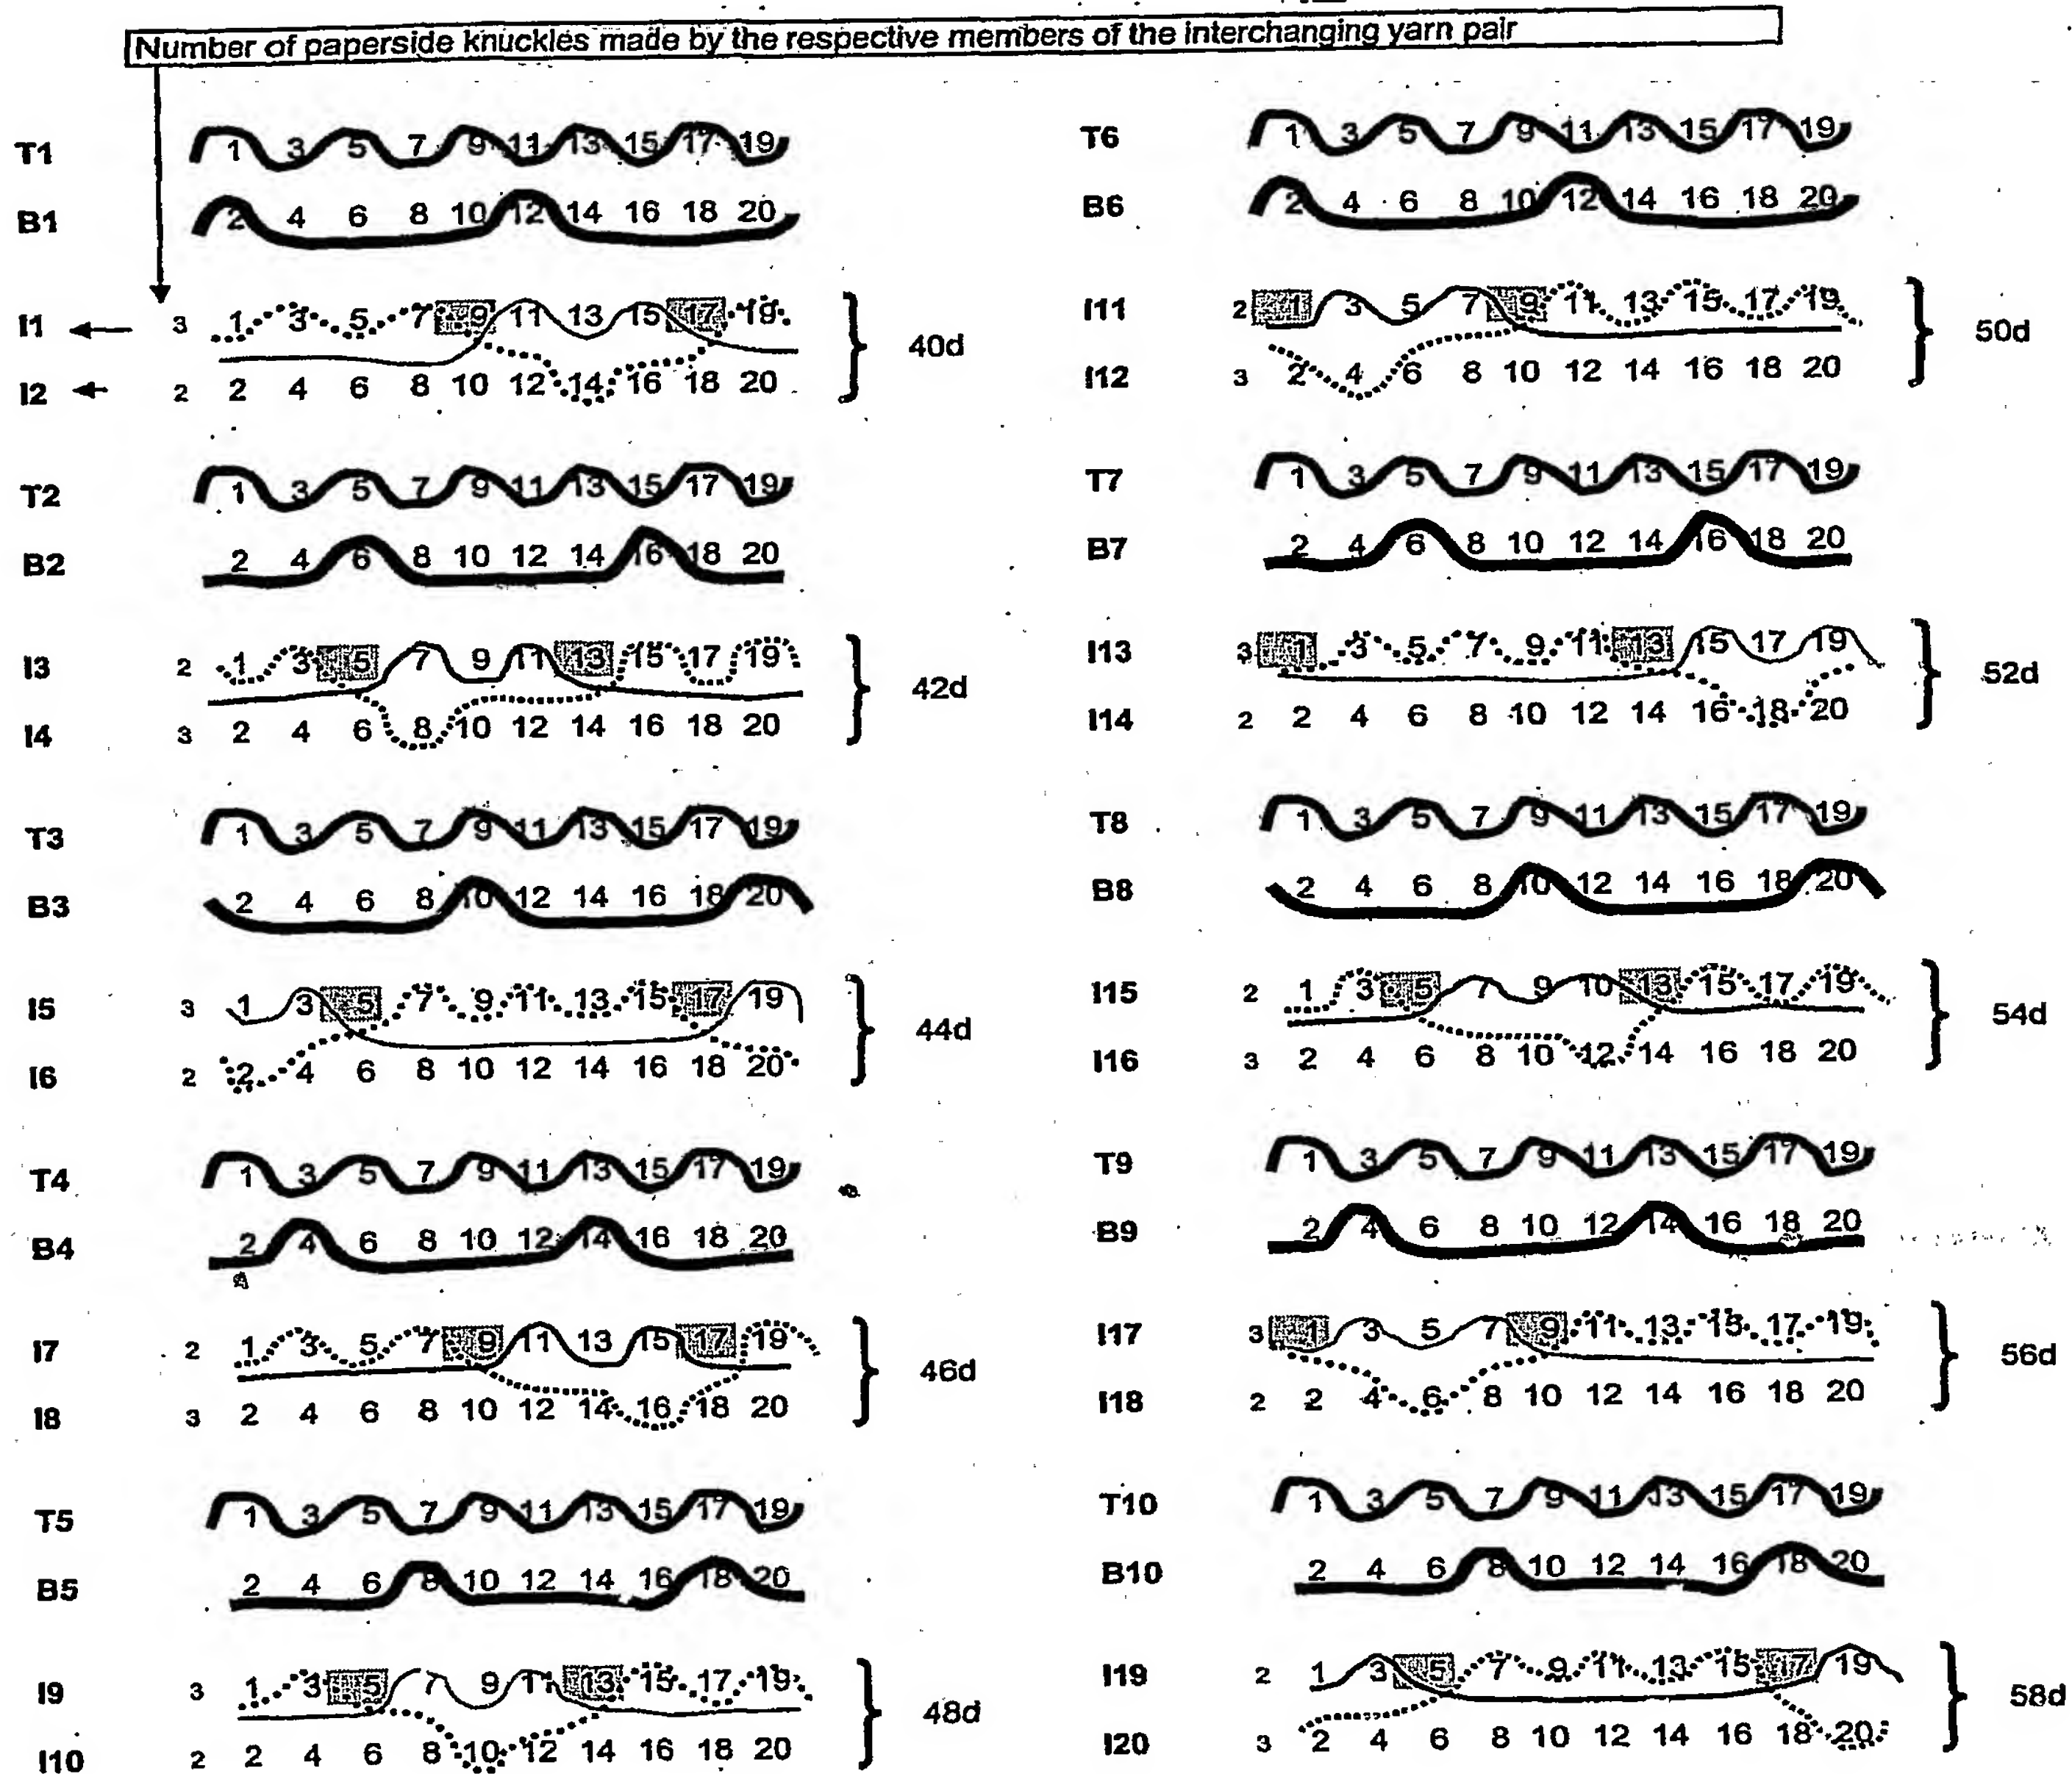 Number of paperside knuckles made by the respective members of the interchanging yarn pair
T1 1 3 5 7 9 11 13 15 17 19
B1 2 4 6 8 10 12 14 16 18 20
I1 3 1 3 5 7 9 11 13 15 17 19
40d
I2 2 2 4 6 8 10 12 14 16 18 20
T2 1 3 5 7 9 11 13 15 17 19
B2 2 4 6 8 10 12 14 16 18 20
I3 2 1 3 5 7 9 11 13 15 17 19
42d
I4 3 2 4 6 8 10 12 14 16 18 20
T3 1 3 5 7 9 11 13 15 17 19
B3 2 4 6 8 10 12 14 16 18 20
I5 3 1 3 5 7 9 11 13 15 17 19
44d
I6 2 2 4 6 8 10 12 14 16 18 20
T4 1 3 5 7 9 11 13 15 17 19
B4 2 4 6 8 10 12 14 16 18 20
I7 2 1 3 5 7 9 11 13 15 17 19
46d
I8 3 2 4 6 8 10 12 14 16 18 20
T5 1 3 5 7 9 11 13 15 17 19
B5 2 4 6 8 10 12 14 16 18 20
I9 3 1 3 5 7 9 11 13 15 17 19
48d
I10 2 2 4 6 8 10 12 14 16 18 20
T6 1 3 5 7 9 11 13 15 17 19
B6 2 4 6 8 10 12 14 16 18 20
I11 2 1 3 5 7 9 11 13 15 17 19
50d
I12 3 2 4 6 8 10 12 14 16 18 20
T7 1 3 5 7 9 11 13 15 17 19
B7 2 4 6 8 10 12 14 16 18 20
I13 3 1 3 5 7 9 11 13 15 17 19
52d
I14 2 2 4 6 8 10 12 14 16 18 20
T8 1 3 5 7 9 11 13 15 17 19
B8 2 4 6 8 10 12 14 16 18 20
I15 2 1 3 5 7 9 10 13 15 17 19
54d
I16 3 2 4 6 8 10 12 14 16 18 20
T9 1 3 5 7 9 11 13 15 17 19
B9 2 4 6 8 10 12 14 16 18 20
I17 3 1 3 5 7 9 11 13 15 17 19
56d
I18 2 2 4 6 8 10 12 14 16 18 20
T10 1 3 5 7 9 11 13 15 17 19
B10 2 4 6 8 10 12 14 16 18 20
I19 2 1 3 5 7 9 11 13 15 17 19
58d
I20 3 2 4 6 8 10 12 14 16 18 20